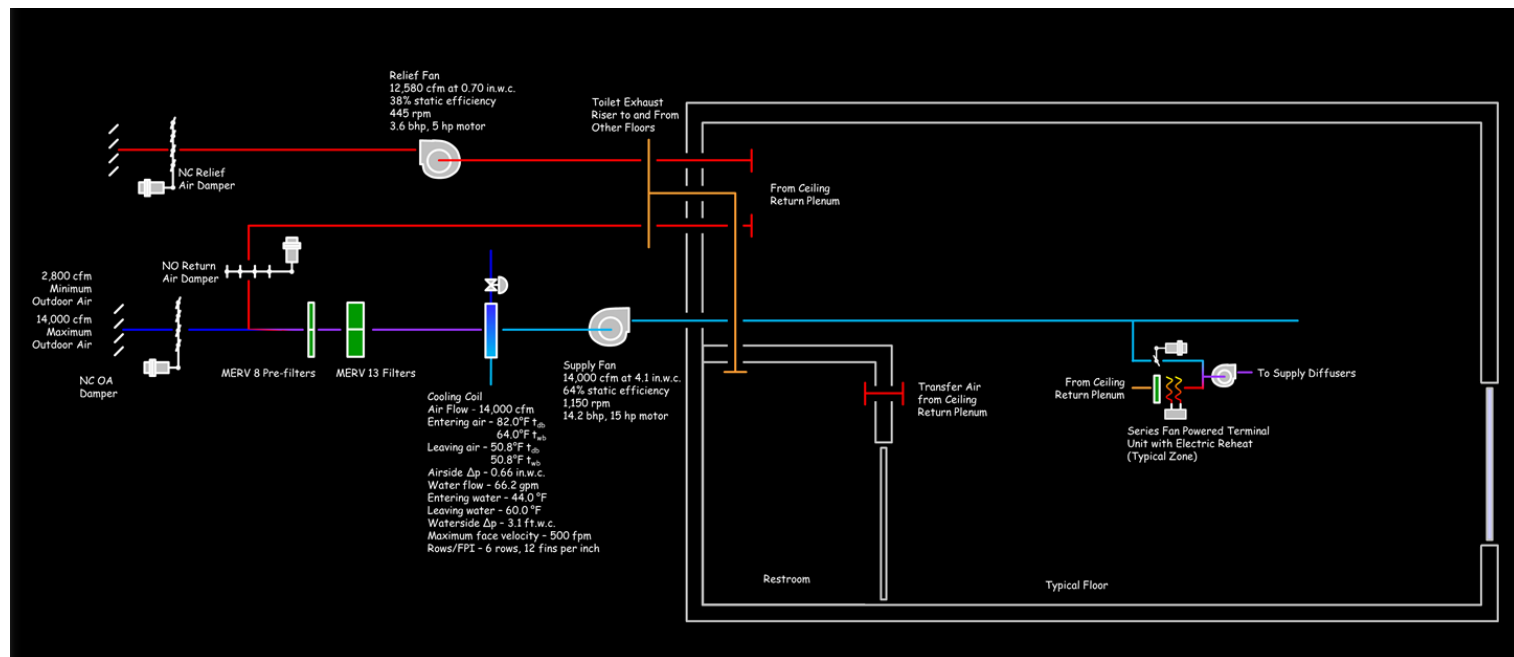 Relief Fan
12,580 cfm at 0.70 in.w.c.
38% static efficiency
445 rpm
3.6 bhp, 5 hp motor
Toilet Exhaust
Riser to and From
Other Floors
NC Relief
Air Damper
From Ceiling
Return Plenum
NO Return
Air Damper
2,800 cfm
Minimum
Outdoor Air
14,000 cfm
Maximum
Outdoor Air
NC OA
Damper
MERV 8 Pre-filters
MERV 13 Filters
Supply Fan
14,000 cfm at 4.1 in.w.c.
64% static efficiency
1,150 rpm
14.2 bhp, 15 hp motor
Cooling Coil
Air Flow - 14,000 cfm
Entering air – 82.0°F tdb
64.0°F twb
Leaving air – 50.8°F tdb
50.8°F twb
Airside Δp – 0.66 in.w.c.
Water flow – 66.2 gpm
Entering water – 44.0 °F
Leaving water – 60.0 °F
Waterside Δp – 3.1 ft.w.c.
Maximum face velocity – 500 fpm
Rows/FPI – 6 rows, 12 fins per inch
Transfer Air
from Ceiling
Return Plenum
From Ceiling
Return Plenum
To Supply Diffusers
Series Fan Powered Terminal
Unit with Electric Reheat
(Typical Zone)
Restroom
Typical Floor